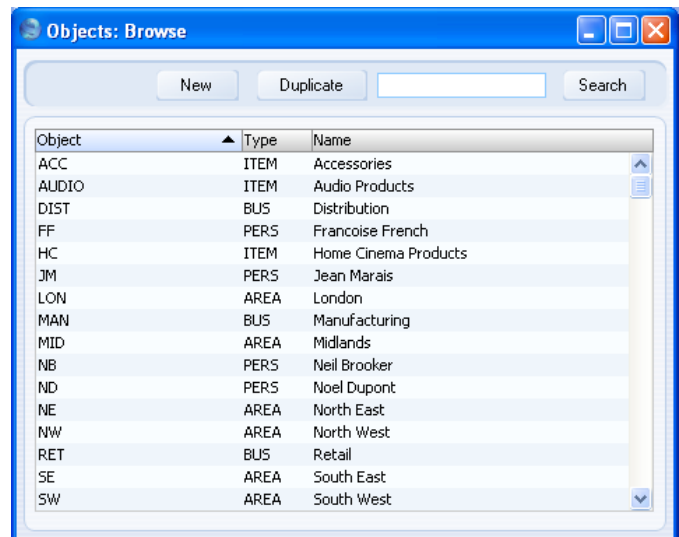 Objects: Browse
New Duplicate Search
Object Type Name
ACC ITEM Accessories
AUDIO ITEM Audio Products
DIST BUS Distribution
FF PERS Francoise French
HC ITEM Home Cinema Products
JM PERS Jean Marais
LON AREA London
MAN BUS Manufacturing
MID AREA Midlands
NB PERS Neil Brooker
ND PERS Noel Dupont
NE AREA North East
NW AREA North West
RET BUS Retail
SE AREA South East
SW AREA South West